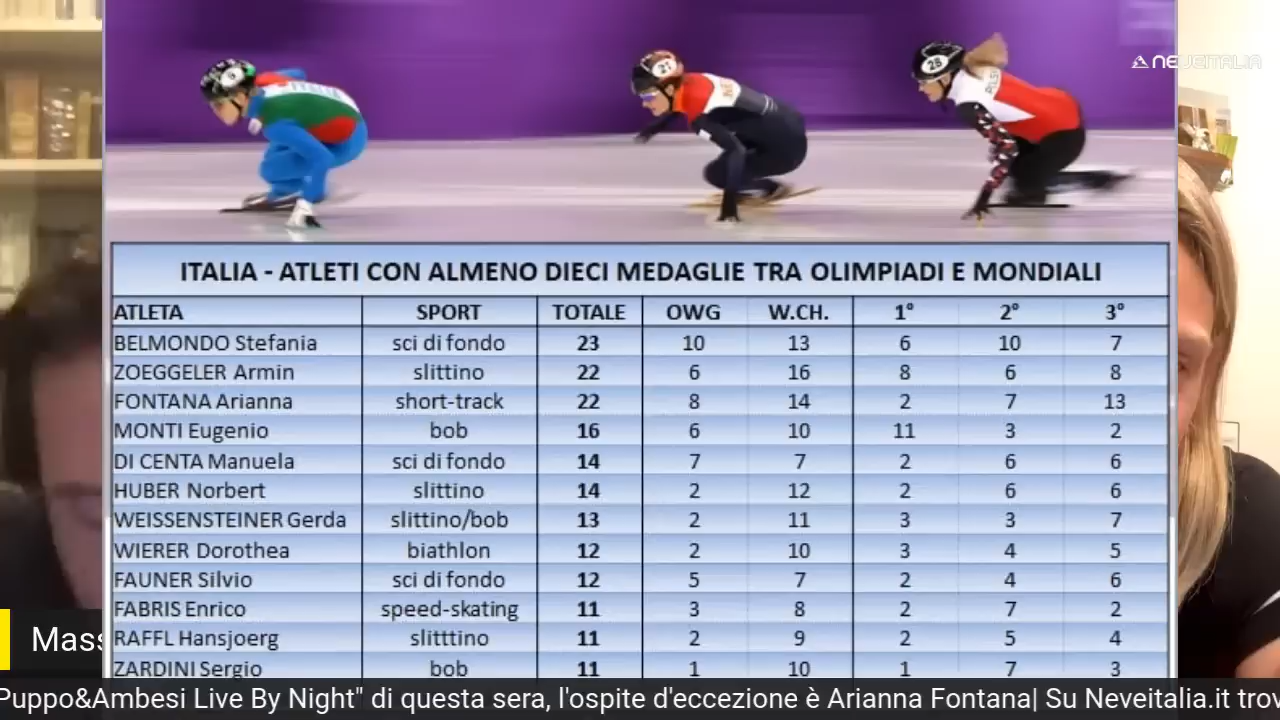 NEVEITALIA
9
ITALIA
21
NE
28
POLSK
ITALIA - ATLETI CON ALMENO DIECI MEDAGLIE TRA OLIMPIADI E MONDIALI
ATLETA SPORT TOTALE OWG W.CH. 1° 2° 3°
BELMONDO Stefania sci di fondo 23 10 13 6 10 7
ZOEGGELER Armin slittino 22 6 16 8 6 8
FONTANA Arianna short-track 22 8 14 2 7 13
MONTI Eugenio bob 16 6 10 11 3 2
DI CENTA Manuela sci di fondo 14 7 7 2 6 6
HUBER Norbert slittino 14 2 12 2 6 6
WEISSENSTEINER Gerda slittino/bob 13 2 11 3 3 7
WIERER Dorothea biathlon 12 2 10 3 4 5
FAUNER Silvio sci di fondo 12 5 7 2 4 6
FABRIS Enrico speed-skating 11 3 8 2 7 2
RAFFL Hansjoerg slitttino 11 2 9 2 5 4
ZARDINI Sergio bob 11 1 10 1 7 3
Mass
Puppo&Ambesi Live By Night" di questa sera, l'ospite d'eccezione è Arianna Fontana| Su Neveitalia.it trov